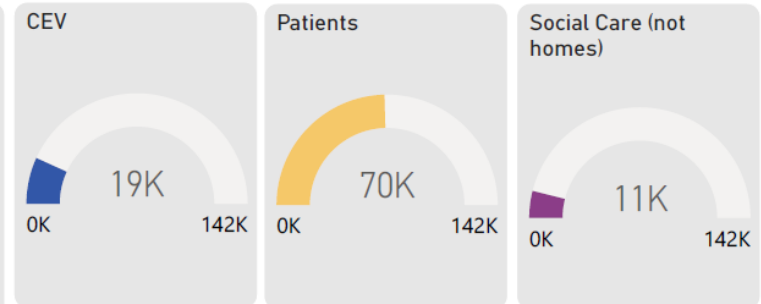 CEV
19K
0K 142K
Patients
70K
0K 142K
Social Care (not
homes)
11K
0K 142K